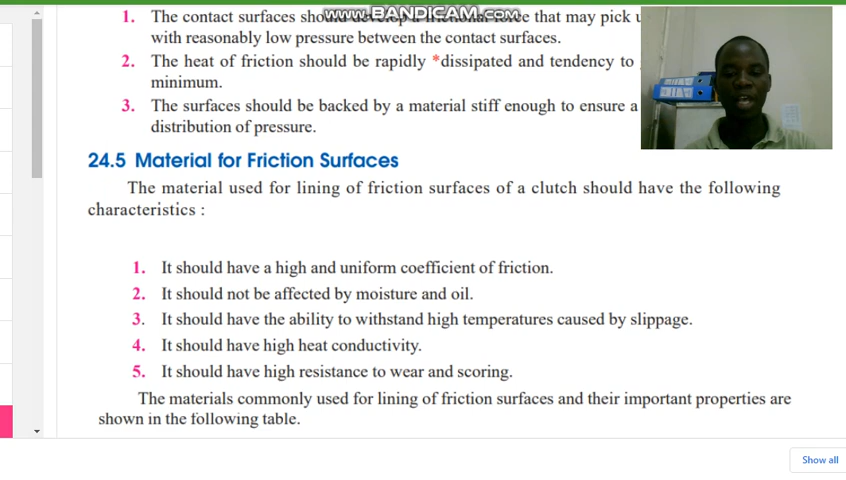 www.BANDICAM.com
1. The contact surfaces should develop a frictional force that may pick
with reasonably low pressure between the contact surfaces.
2. The heat of friction should be rapidly *dissipated and tendency to
minimum.
3. The surfaces should be backed by a material stiff enough to ensure a
distribution of pressure.
24.5 Material for Friction Surfaces
The material used for lining of friction surfaces of a clutch should have the following
characteristics :
1. It should have a high and uniform coefficient of friction.
2. It should not be affected by moisture and oil.
3. It should have the ability to withstand high temperatures caused by slippage.
4. It should have high heat conductivity.
5. It should have high resistance to wear and scoring.
The materials commonly used for lining of friction surfaces and their important properties are
shown in the following table.
Show all